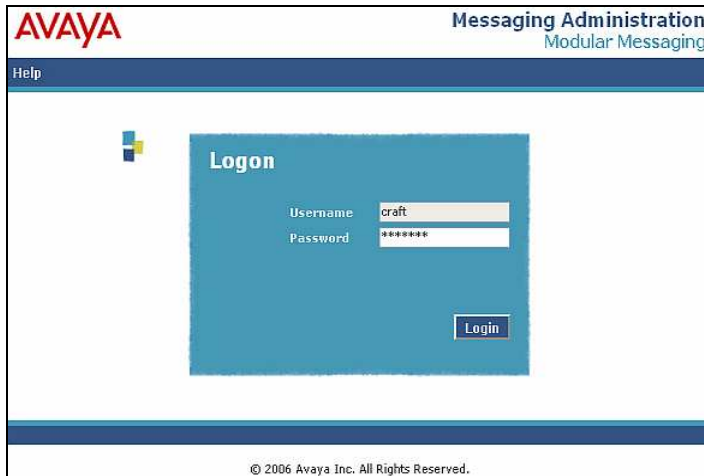 AVAYA
Messaging Administration
Modular Messaging
Help
Logon
Username craft
Password *******
Login
© 2006 Avaya Inc. All Rights Reserved.